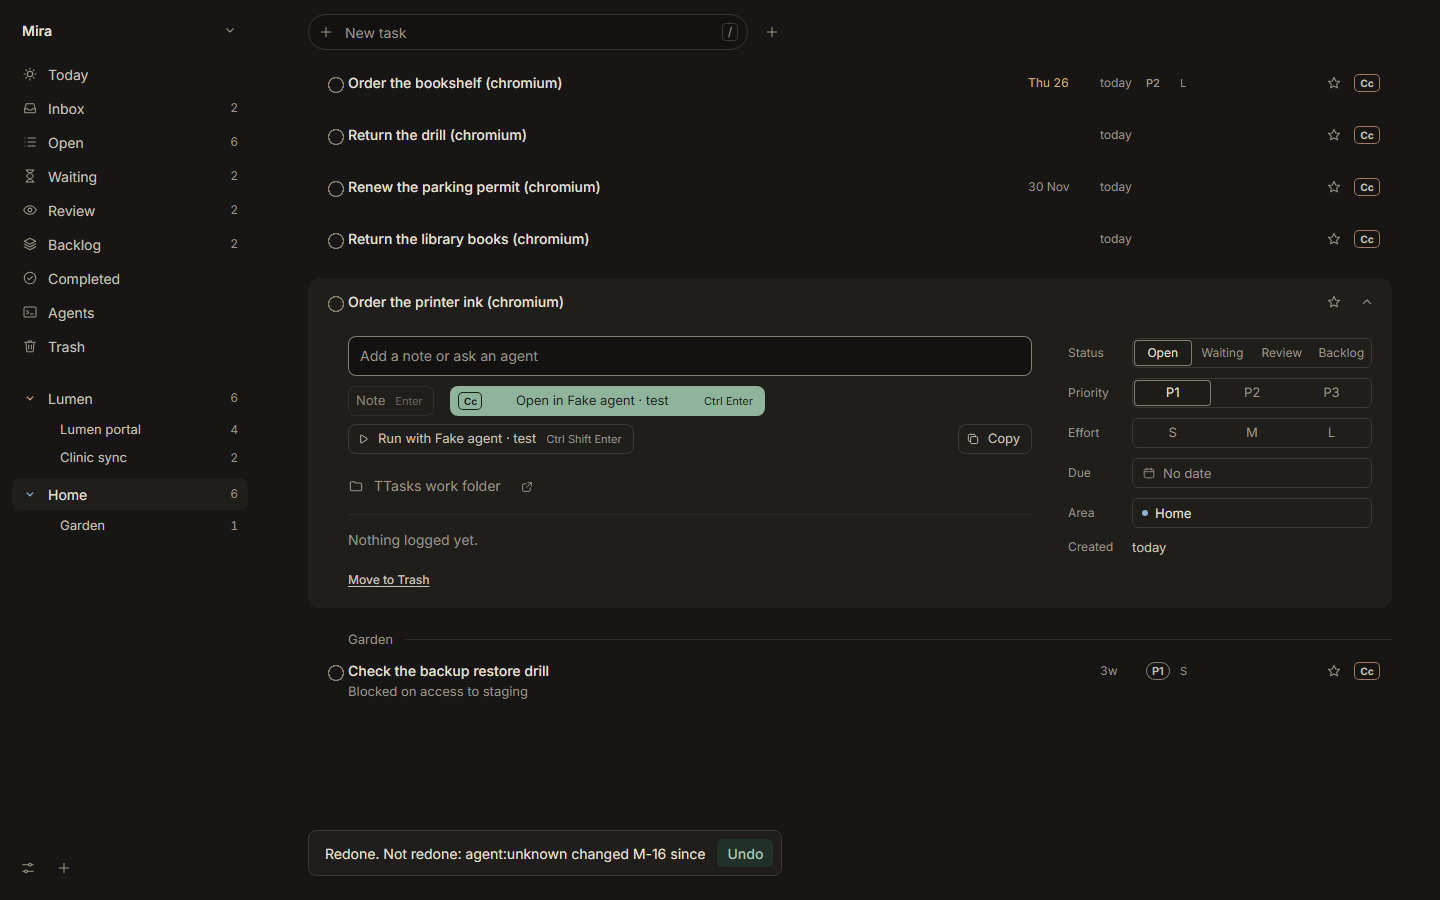 Mira
Today
Inbox 2
Open 6
Waiting 2
Review 2
Backlog 2
Completed
Agents
Trash
Lumen 6
Lumen portal 4
Clinic sync 2
Home 6
Garden 1
New task /
Order the bookshelf (chromium) Thu 26 today P2 L Cc
Return the drill (chromium) today Cc
Renew the parking permit (chromium) 30 Nov today Cc
Return the library books (chromium) today Cc
Order the printer ink (chromium)
Add a note or ask an agent
Note Enter Cc Open in Fake agent · test Ctrl Enter
Run with Fake agent · test Ctrl Shift Enter Copy
TTasks work folder
Nothing logged yet.
Move to Trash
Status Open Waiting Review Backlog
Priority P1 P2 P3
Effort S M L
Due No date
Area Home
Created today
Garden
Check the backup restore drill 3w P1 S Cc
Blocked on access to staging
Redone. Not redone: agent:unknown changed M-16 since Undo